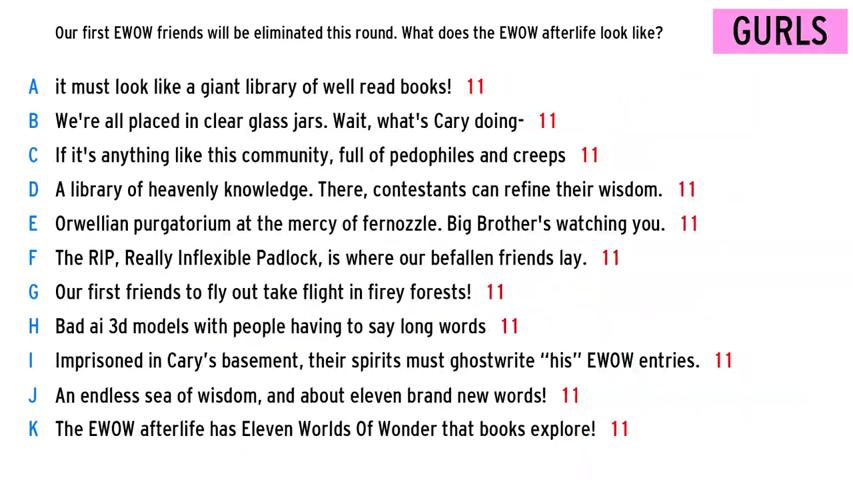 Our first EWOW friends will be eliminated this round. What does the EWOW afterlife look like?
GURLS
A it must look like a giant library of well read books! 11
B We're all placed in clear glass jars. Wait, what's Cary doing- 11
C If it's anything like this community, full of pedophiles and creeps 11
D A library of heavenly knowledge. There, contestants can refine their wisdom. 11
E Orwellian purgatorium at the mercy of fernozzle. Big Brother's watching you. 11
F The RIP, Really Inflexible Padlock, is where our befallen friends lay. 11
G Our first friends to fly out take flight in firey forests! 11
H Bad ai 3d models with people having to say long words 11
I Imprisoned in Cary’s basement, their spirits must ghostwrite “his” EWOW entries. 11
J An endless sea of wisdom, and about eleven brand new words! 11
K The EWOW afterlife has Eleven Worlds Of Wonder that books explore! 11